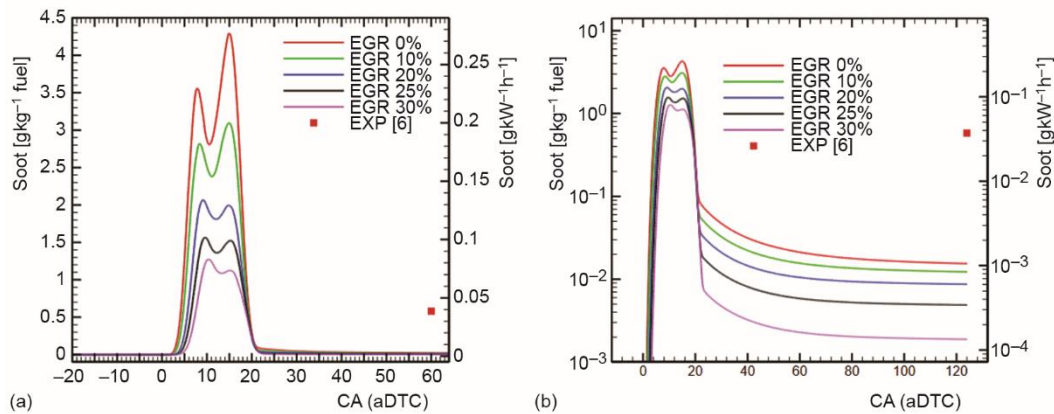 4.5
4
3.5
3
2.5
2
1.5
1
0.5
0
Soot [gkg⁻¹ fuel]
EGR 0%
EGR 10%
EGR 20%
EGR 25%
EGR 30%
EXP [6]
0.25
0.2
0.15
0.1
0.05
0
Soot [gkW⁻¹h⁻¹]
−20 −10 0 10 20 30 40 50 60
(a) CA (aDTC)
10¹
10⁰
10⁻¹
10⁻²
10⁻³
Soot [gkg⁻¹ fuel]
EGR 0%
EGR 10%
EGR 20%
EGR 25%
EGR 30%
EXP [6]
10⁻¹
10⁻²
10⁻³
10⁻⁴
Soot [gkW⁻¹h⁻¹]
0 20 40 60 80 100 120 140
(b) CA (aDTC)